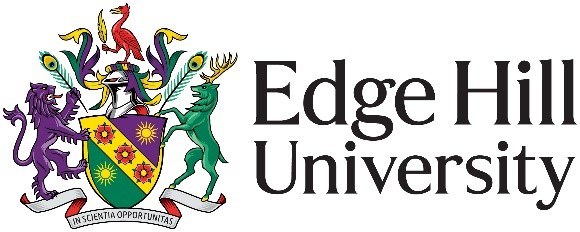 Edge Hill
University
IN SCIENTIA OPPORTUNITAS